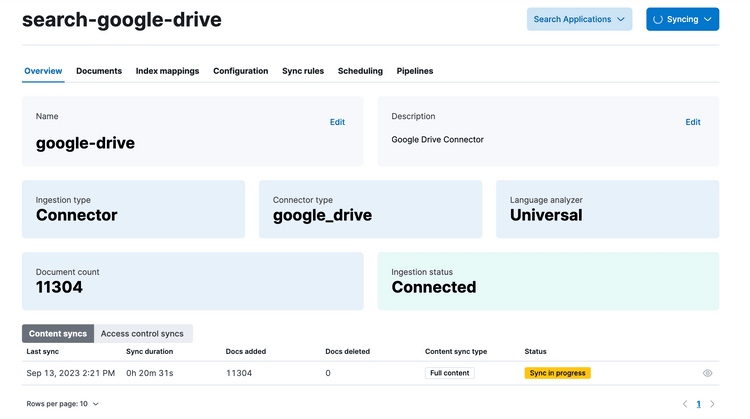 search-google-drive
Search Applications
Syncing
Overview Documents Index mappings Configuration Sync rules Scheduling Pipelines
Name
Edit
google-drive
Description
Edit
Google Drive Connector
Ingestion type
Connector
Connector type
google_drive
Language analyzer
Universal
Document count
11304
Ingestion status
Connected
Content syncs Access control syncs
Last sync Sync duration Docs added Docs deleted Content sync type Status
Sep 13, 2023 2:21 PM 0h 20m 31s 11304 0 Full content Sync in progress
Rows per page: 10 1